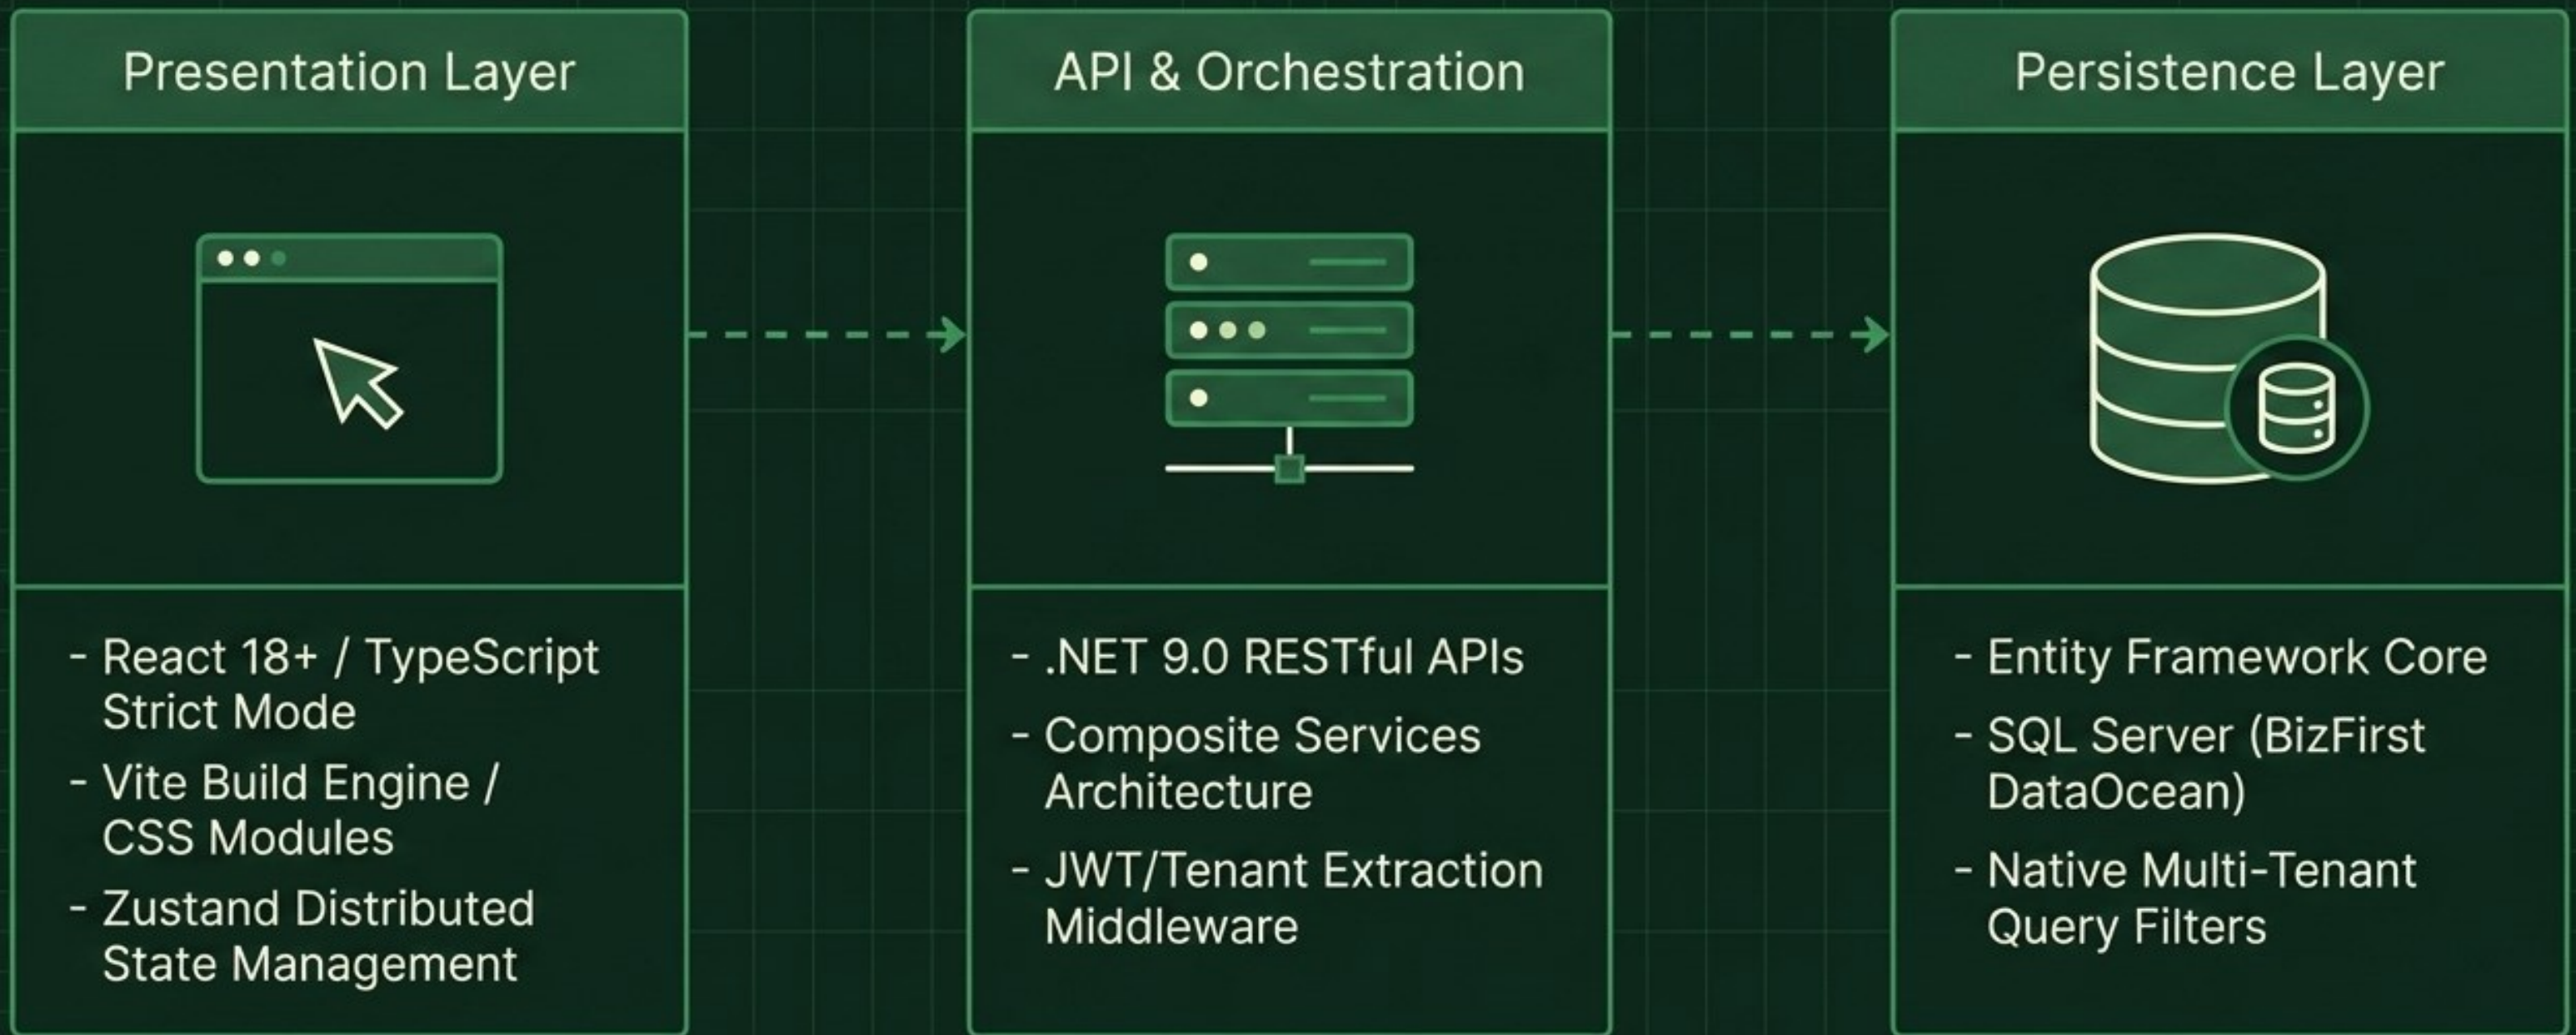 Presentation Layer
- React 18+ / TypeScript
Strict Mode
- Vite Build Engine /
CSS Modules
- Zustand Distributed
State Management
API & Orchestration
- .NET 9.0 RESTful APIs
- Composite Services
Architecture
- JWT/Tenant Extraction
Middleware
Persistence Layer
- Entity Framework Core
- SQL Server (BizFirst
DataOcean)
- Native Multi-Tenant
Query Filters